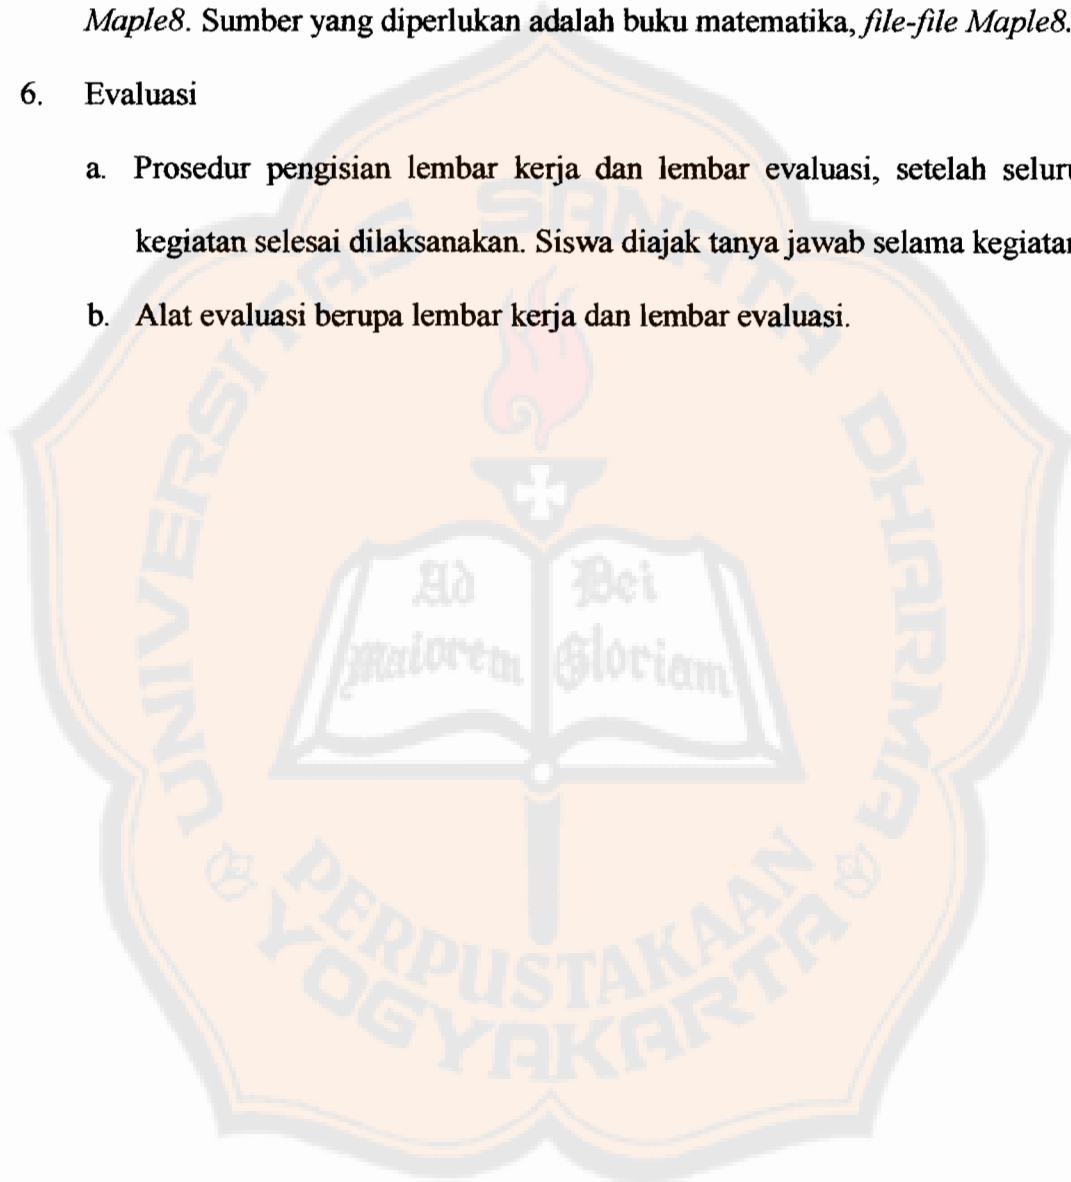 Maple8. Sumber yang diperlukan adalah buku matematika, file-file Maple8.
6. Evaluasi
a. Prosedur pengisian lembar kerja dan lembar evaluasi, setelah selur
kegiatan selesai dilaksanakan. Siswa diajak tanya jawab selama kegiatan
b. Alat evaluasi berupa lembar kerja dan lembar evaluasi.
UNIVERSITAS SANATA DHARMA
Ad Dei
Maiorem Gloriam
PERPUSTAKAAN
YOGYAKARTA